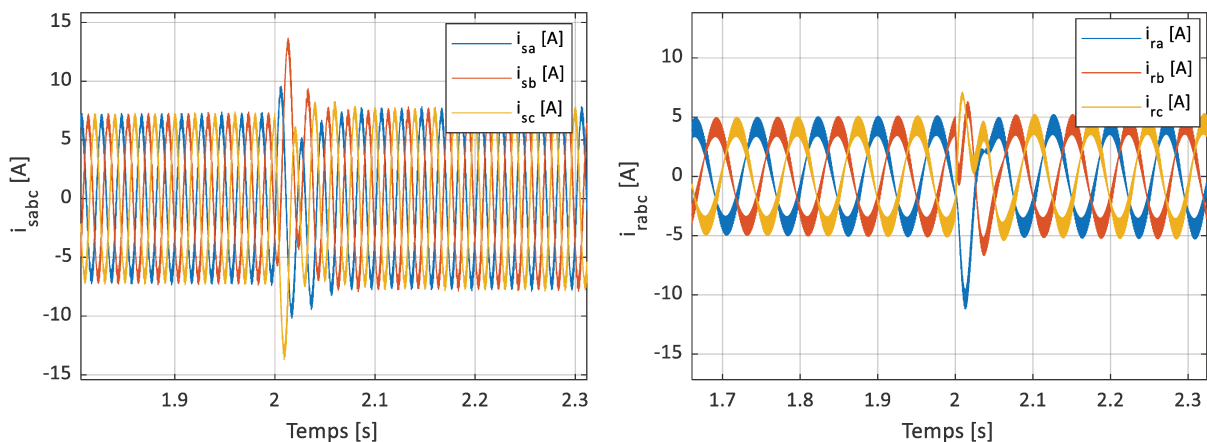 15
10
5
0
-5
-10
-15
i_sabc [A]
1.9
2
2.1
2.2
2.3
Temps [s]
i_sa [A]
i_sb [A]
i_sc [A]
10
5
0
-5
-10
-15
i_rabc [A]
1.7
1.8
1.9
2
2.1
2.2
2.3
Temps [s]
i_ra [A]
i_rb [A]
i_rc [A]